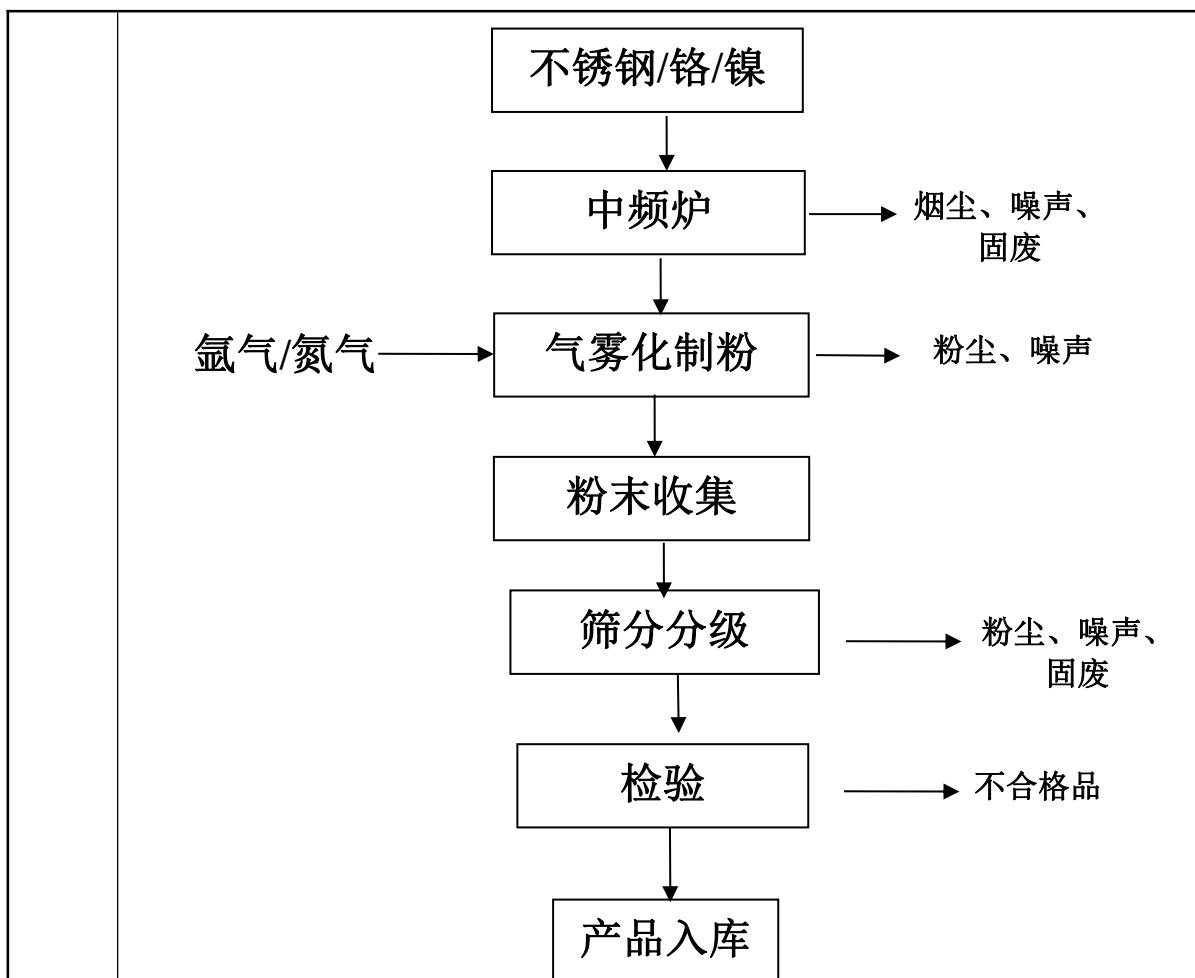 不锈钢/铬/镍
中频炉
烟尘、噪声、
固废
氩气/氮气
气雾化制粉
粉尘、噪声
粉末收集
筛分分级
粉尘、噪声、
固废
检验
不合格品
产品入库